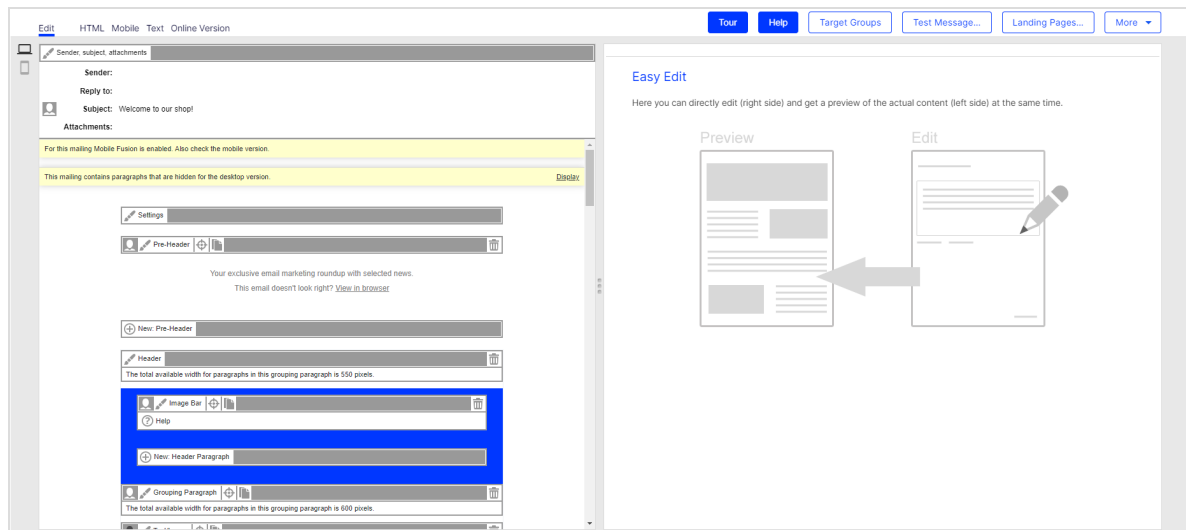 Edit HTML Mobile Text Online Version
Tour Help Target Groups Test Message... Landing Pages... More
Sender, subject, attachments
Sender:
Reply to:
Subject: Welcome to our shop!
Attachments:
For this mailing Mobile Fusion is enabled. Also check the mobile version.
This mailing contains paragraphs that are hidden for the desktop version. Display
Settings
Pre-Header
Your exclusive email marketing roundup with selected news.
This email doesn't look right? View in browser
New: Pre-Header
Header
The total available width for paragraphs in this grouping paragraph is 550 pixels.
Image Bar
Help
New: Header Paragraph
Grouping Paragraph
The total available width for paragraphs in this grouping paragraph is 600 pixels.
Easy Edit
Here you can directly edit (right side) and get a preview of the actual content (left side) at the same time.
Preview Edit